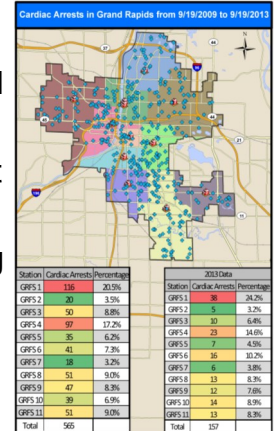 Cardiac Arrests in Grand Rapids from 9/19/2009 to 9/19/2013
Station Cardiac Arrests Percentage
GRFS 1 116 20.5%
GRFS 2 20 3.5%
GRFS 3 50 8.8%
GRFS 4 97 17.2%
GRFS 5 35 6.2%
GRFS 6 41 7.3%
GRFS 7 18 3.2%
GRFS 8 51 9.0%
GRFS 9 47 8.3%
GRFS 10 39 6.9%
GRFS 11 51 9.0%
Total 565
2013 Data
Station Cardiac Arrests Percentage
GRFS 1 38 24.2%
GRFS 2 5 3.2%
GRFS 3 10 6.4%
GRFS 4 23 14.6%
GRFS 5 7 4.5%
GRFS 6 16 10.2%
GRFS 7 6 3.8%
GRFS 8 13 8.3%
GRFS 9 12 7.6%
GRFS 10 14 8.9%
GRFS 11 13 8.3%
Total 157